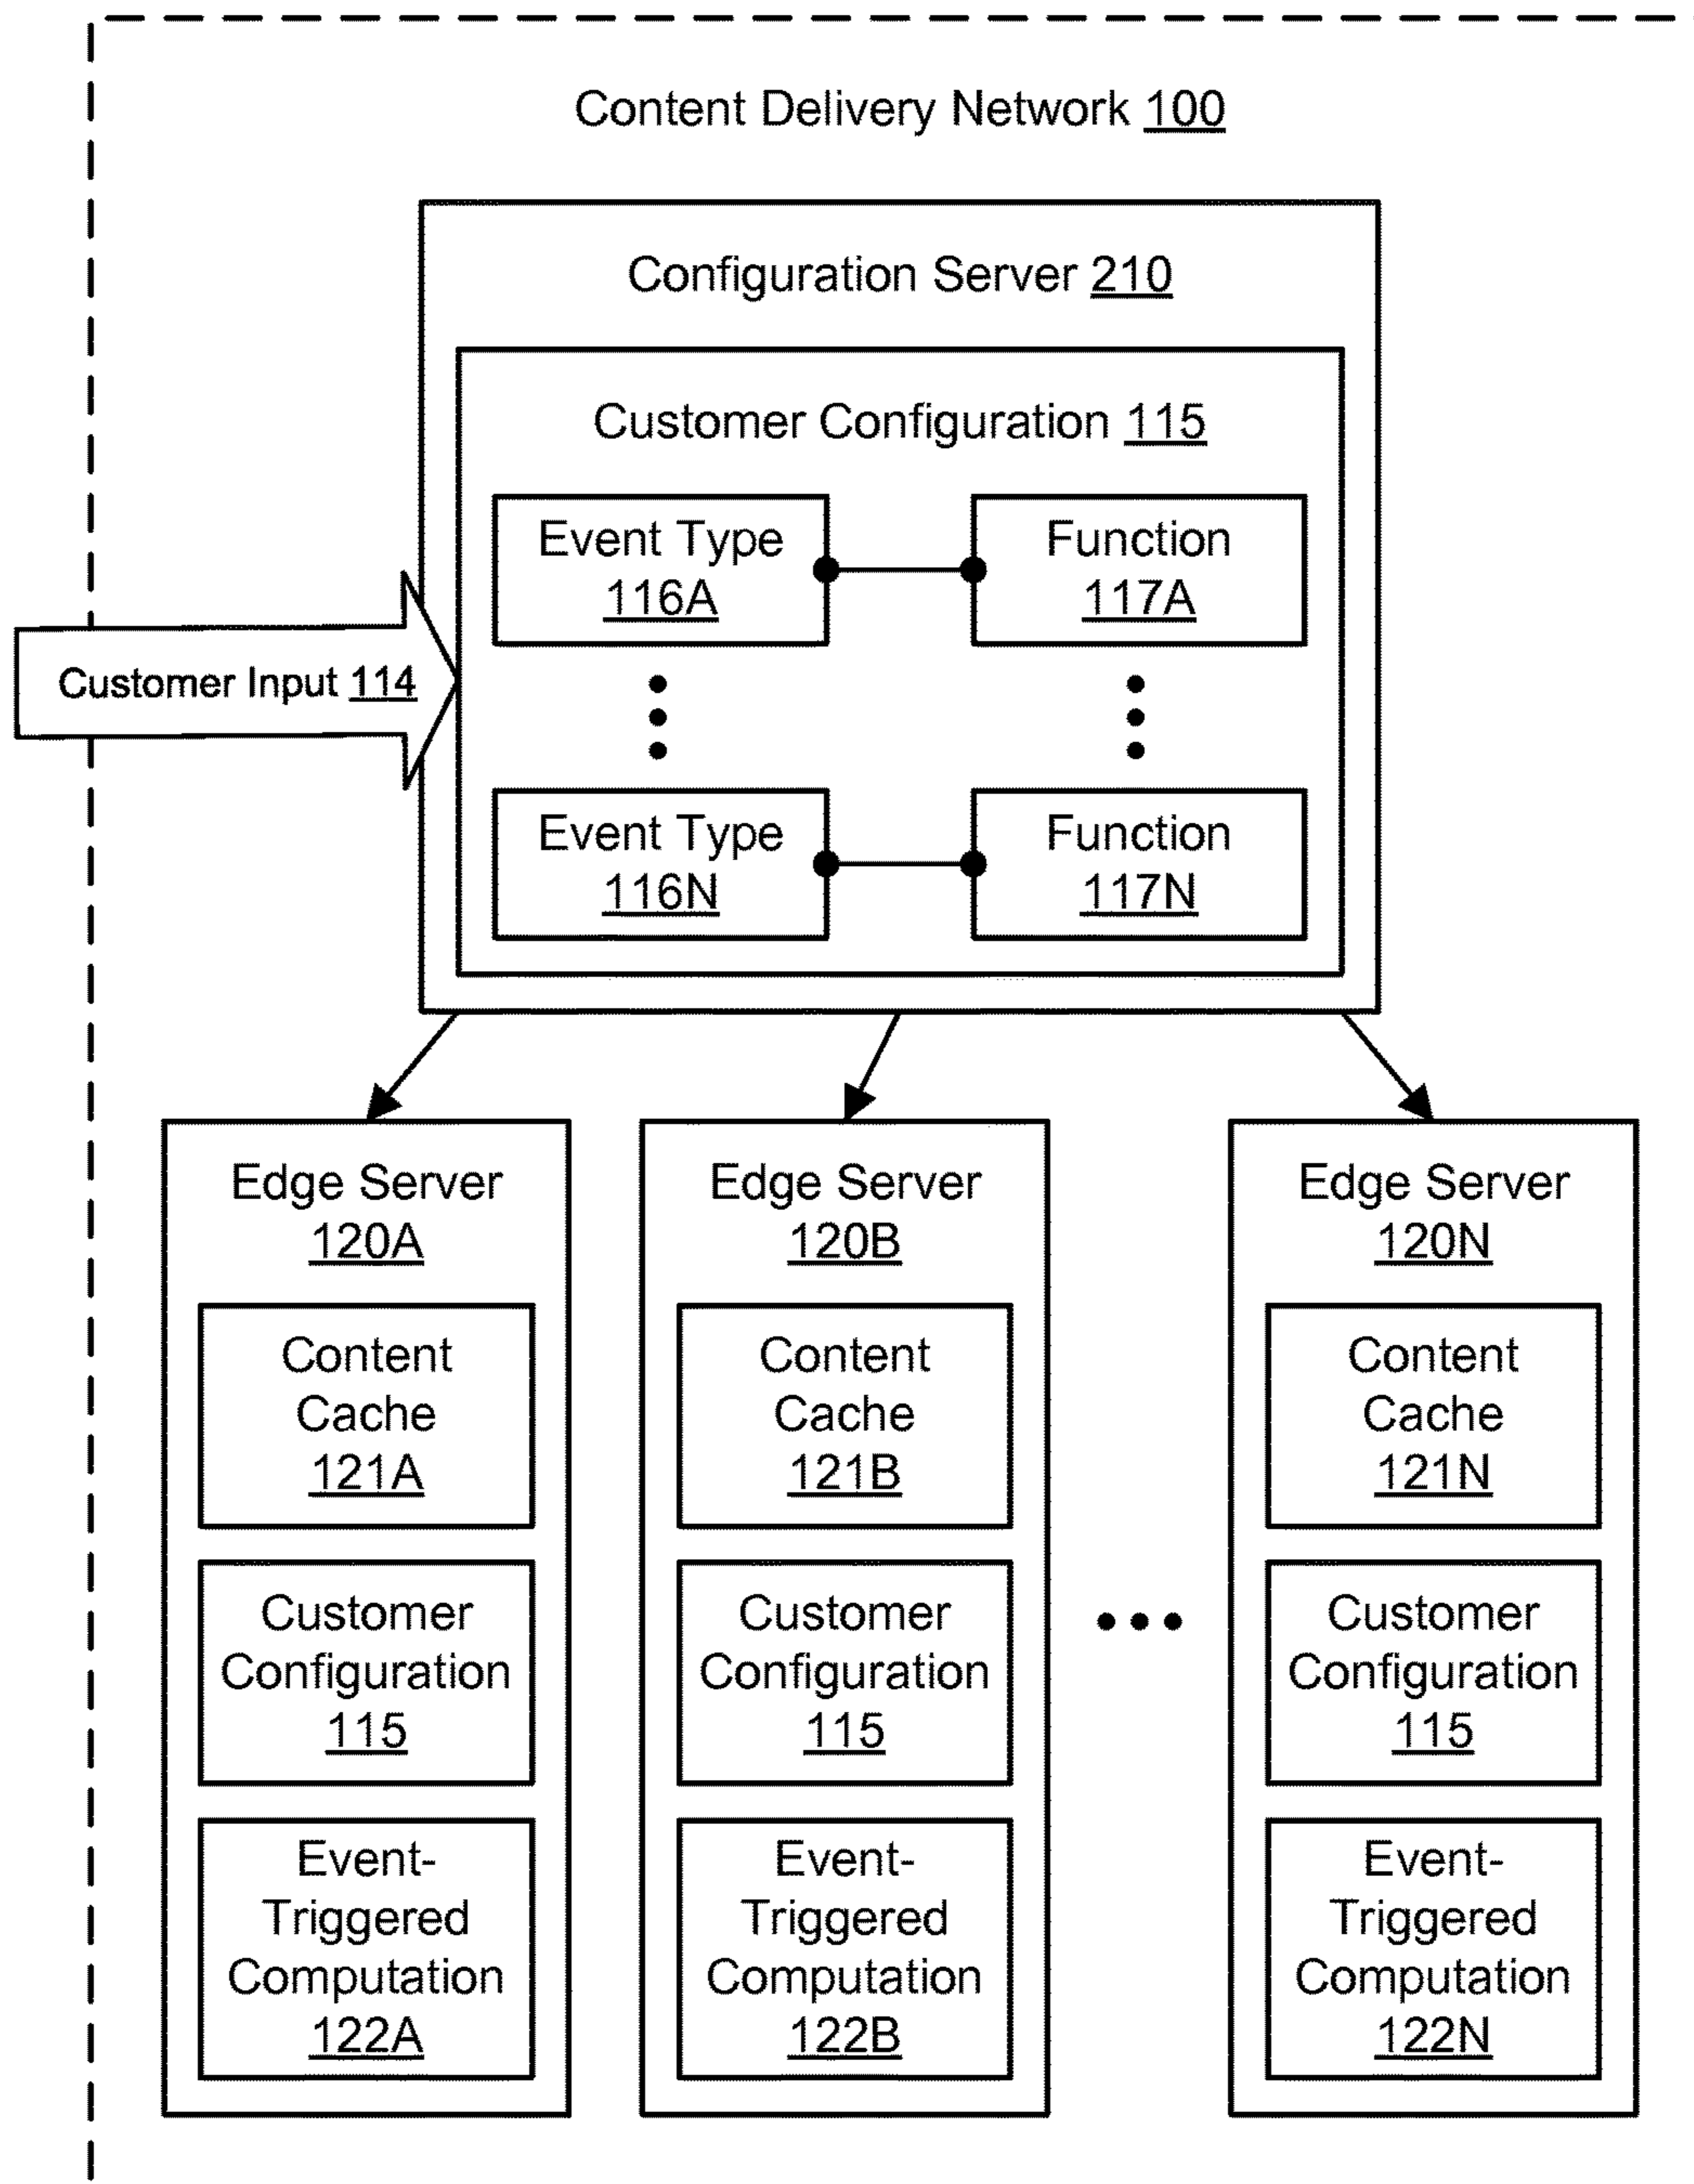 Content Delivery Network 100
Configuration Server 210
Customer Configuration 115
Event Type
116A
Function
117A
Customer Input 114
Event Type
116N
Function
117N
Edge Server
120A
Content
Cache
121A
Customer
Configuration
115
Event-
Triggered
Computation
122A
Edge Server
120B
Content
Cache
121B
Customer
Configuration
115
Event-
Triggered
Computation
122B
Edge Server
120N
Content
Cache
121N
Customer
Configuration
115
Event-
Triggered
Computation
122N